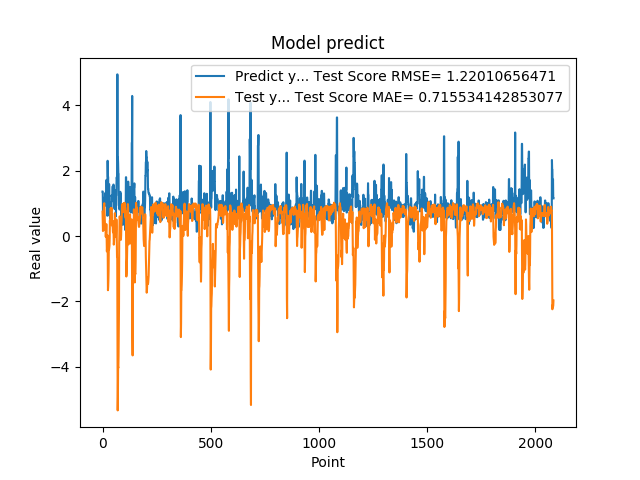 Model predict
Predict y... Test Score RMSE= 1.22010656471
Test y... Test Score MAE= 0.715534142853077
4
2
0
−2
−4
Real value
0 500 1000 1500 2000
Point